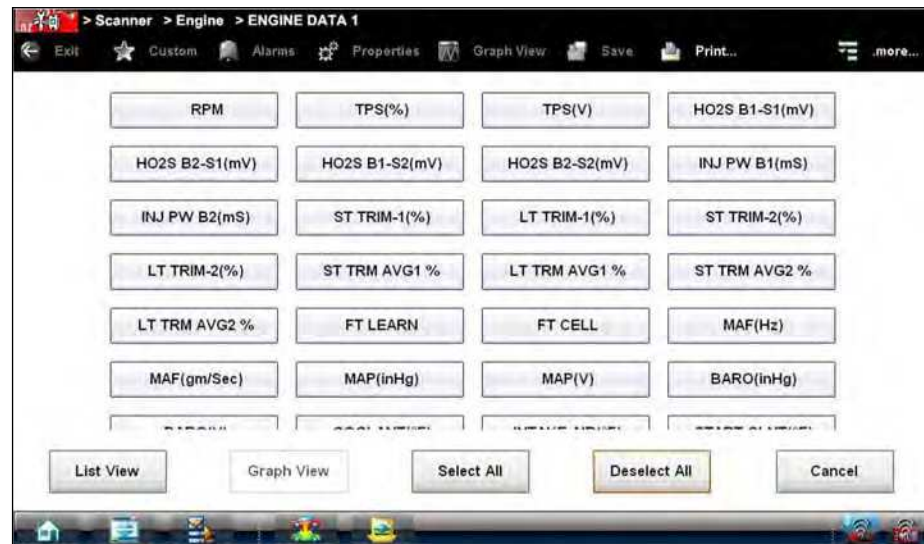 > Scanner > Engine > ENGINE DATA 1
Exit Custom Alarms Properties Graph View Save Print... .more...
RPM TPS(%) TPS(V) HO2S B1-S1(mV)
HO2S B2-S1(mV) HO2S B1-S2(mV) HO2S B2-S2(mV) INJ PW B1(mS)
INJ PW B2(mS) ST TRIM-1(%) LT TRIM-1(%) ST TRIM-2(%)
LT TRIM-2(%) ST TRM AVG1 % LT TRM AVG1 % ST TRM AVG2 %
LT TRM AVG2 % FT LEARN FT CELL MAF(Hz)
MAF(gm/Sec) MAP(inHg) MAP(V) BARO(inHg)
List View Graph View Select All Deselect All Cancel